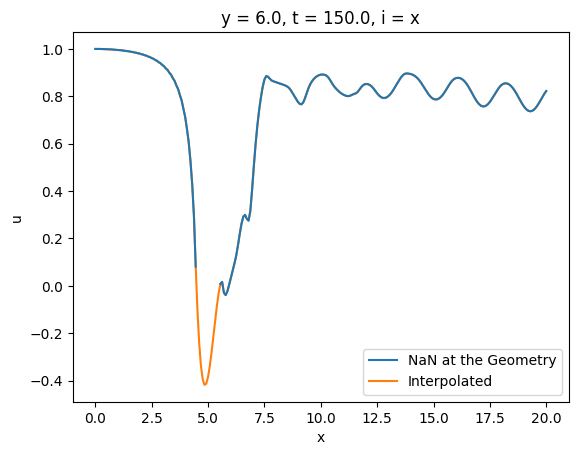 y = 6.0, t = 150.0, i = x
1.0
0.8
0.6
0.4
0.2
0.0
−0.2
−0.4
u
NaN at the Geometry
Interpolated
0.0 2.5 5.0 7.5 10.0 12.5 15.0 17.5 20.0
x